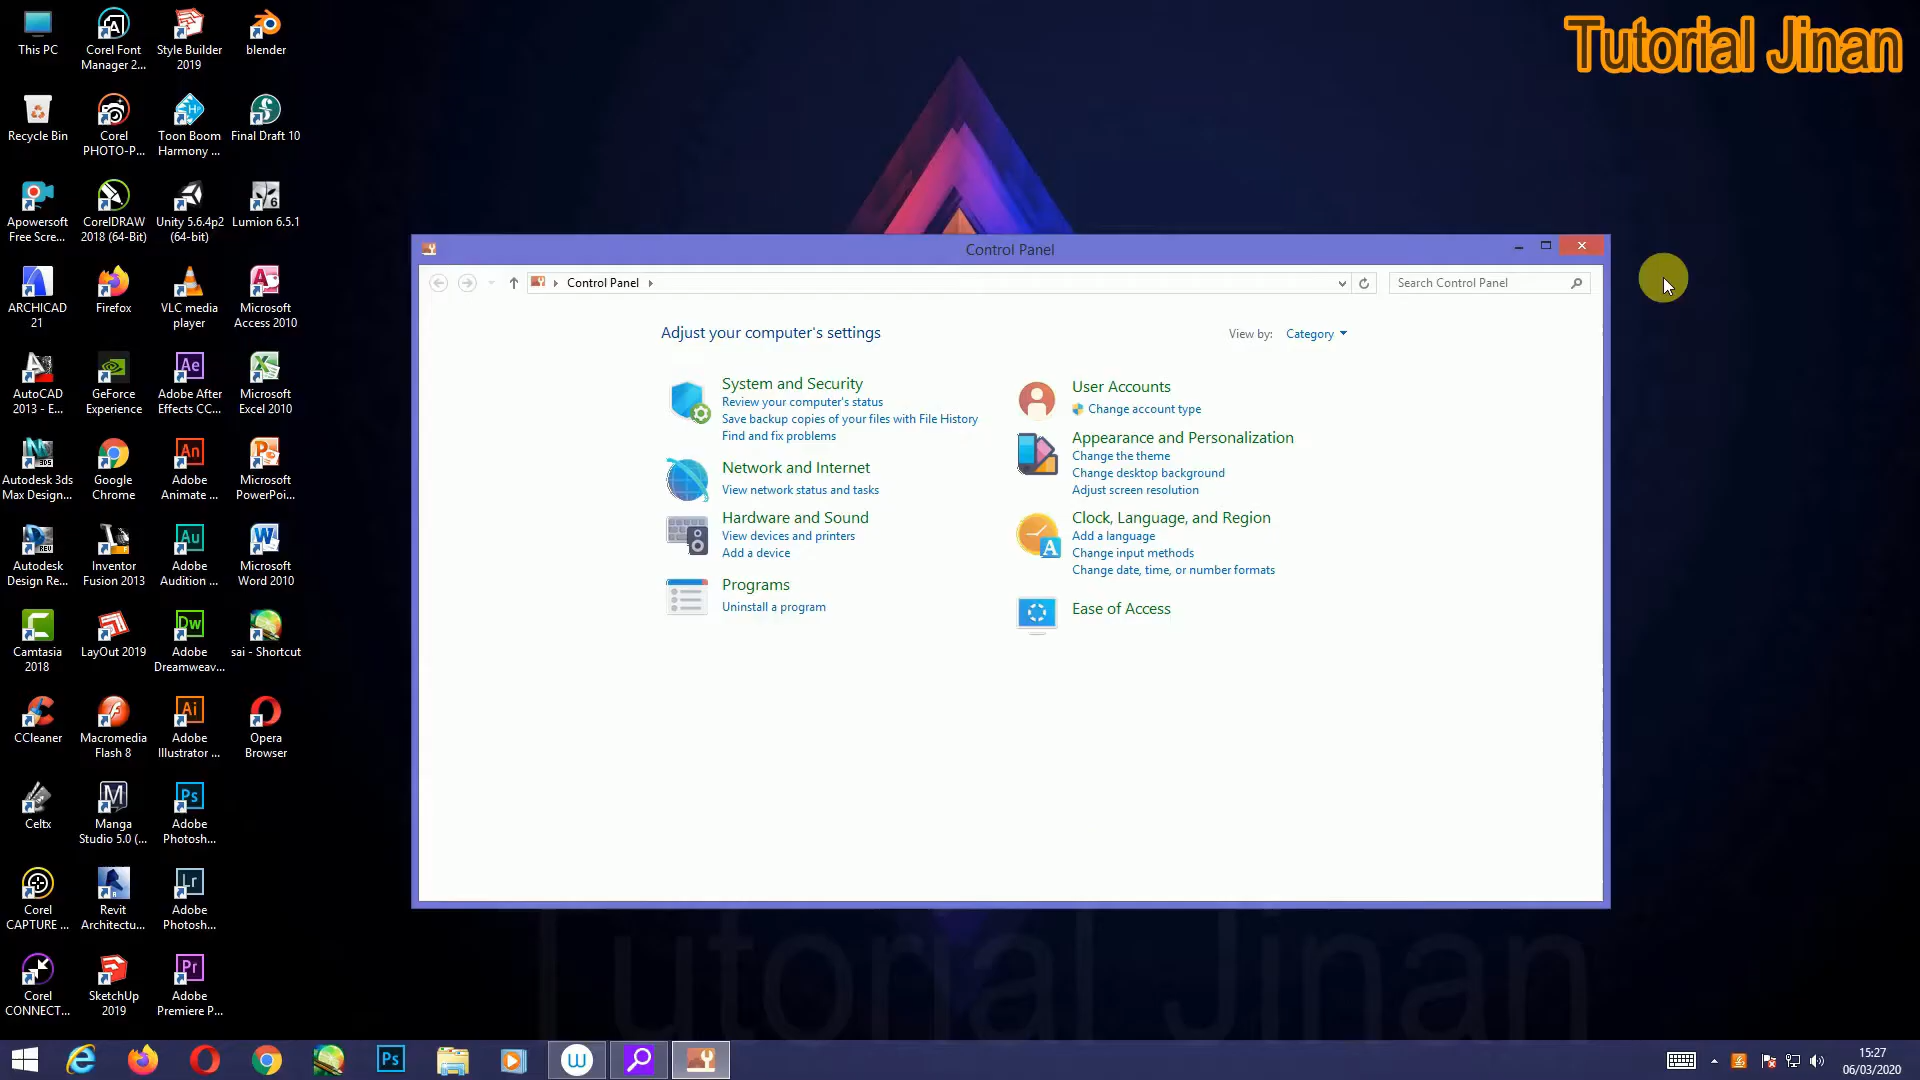 Tutorial Jinan
This PC
Corel Font
Manager 2...
Style Builder
2019
blender
Recycle Bin
Corel
PHOTO-P...
Toon Boom
Harmony ...
Final Draft 10
Apowersoft
Free Scre...
CorelDRAW
2018 (64-Bit)
Unity 5.6.4p2
(64-bit)
Lumion 6.5.1
ARCHICAD
21
Firefox
VLC media
player
Microsoft
Access 2010
AutoCAD
2013 - E...
GeForce
Experience
Adobe After
Effects CC...
Microsoft
Excel 2010
Autodesk 3ds
Max Design...
Google
Chrome
Adobe
Animate ...
Microsoft
PowerPoi...
Autodesk
Design Re...
Inventor
Fusion 2013
Adobe
Audition ...
Microsoft
Word 2010
Camtasia
2018
LayOut 2019
Adobe
Dreamweav...
sai - Shortcut
CCleaner
Macromedia
Flash 8
Adobe
Illustrator ...
Opera
Browser
Celtx
Manga
Studio 5.0 (...
Adobe
Photosh...
Corel
CAPTURE ...
Revit
Architectu...
Adobe
Photosh...
Corel
CONNECT...
SketchUp
2019
Adobe
Premiere P...
Control Panel
Control Panel
Search Control Panel
Adjust your computer's settings
View by: Category
System and Security
Review your computer's status
Save backup copies of your files with File History
Find and fix problems
Network and Internet
View network status and tasks
Hardware and Sound
View devices and printers
Add a device
Programs
Uninstall a program
User Accounts
Change account type
Appearance and Personalization
Change the theme
Change desktop background
Adjust screen resolution
Clock, Language, and Region
Add a language
Change input methods
Change date, time, or number formats
Ease of Access
Tutorial Jinan
15:27
06/03/2020